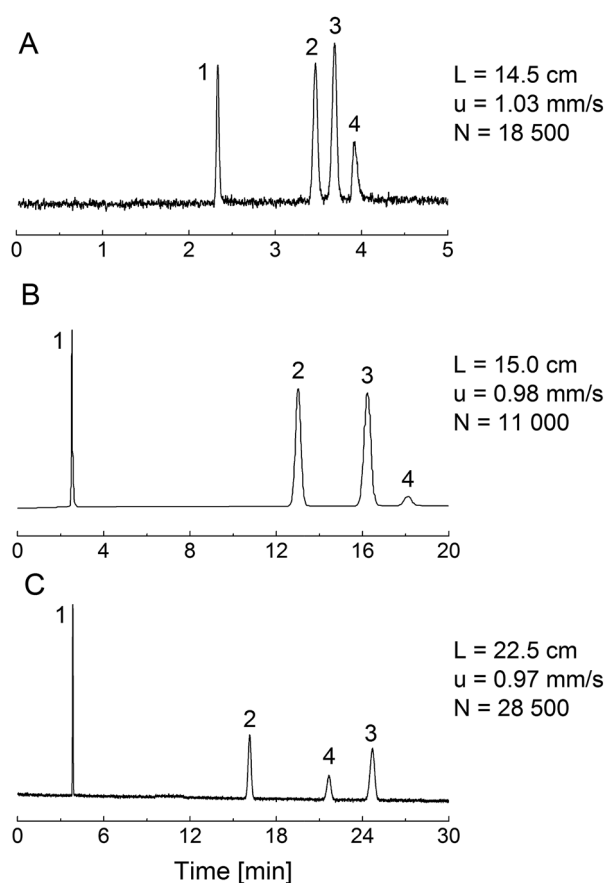 A
1
2
3
4
L = 14.5 cm
u = 1.03 mm/s
N = 18 500
0 1 2 3 4 5
B
1
2
3
4
L = 15.0 cm
u = 0.98 mm/s
N = 11 000
0 4 8 12 16 20
C
1
2
4
3
L = 22.5 cm
u = 0.97 mm/s
N = 28 500
0 6 12 18 24 30
Time [min]